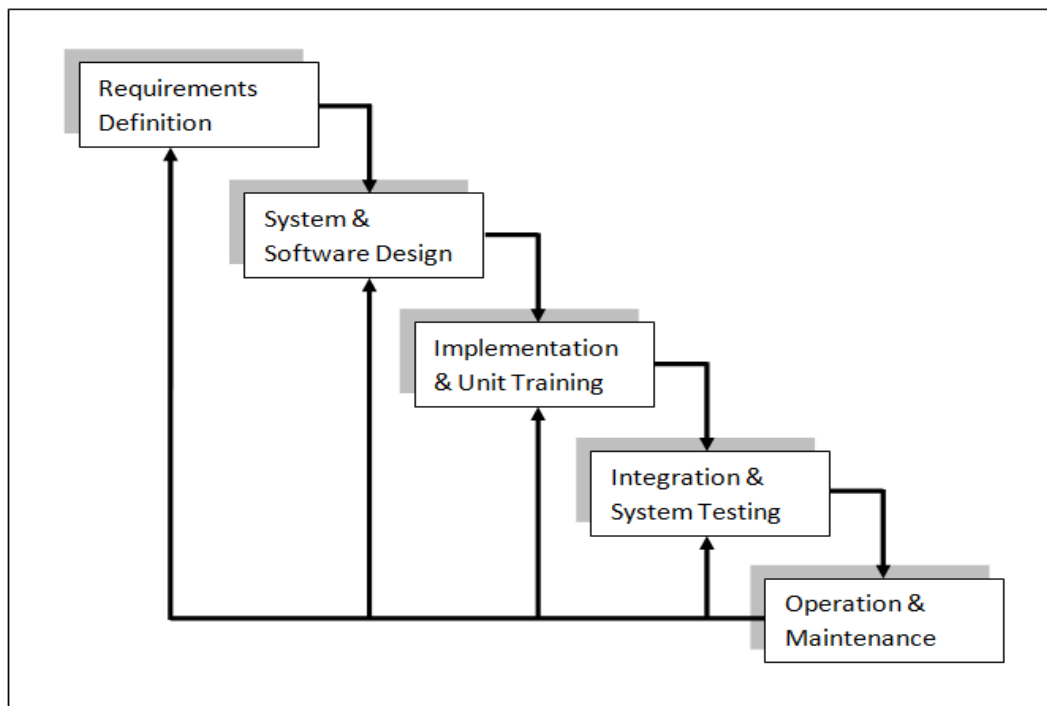 Requirements
Definition
System &
Software Design
Implementation
& Unit Training
Integration &
System Testing
Operation &
Maintenance